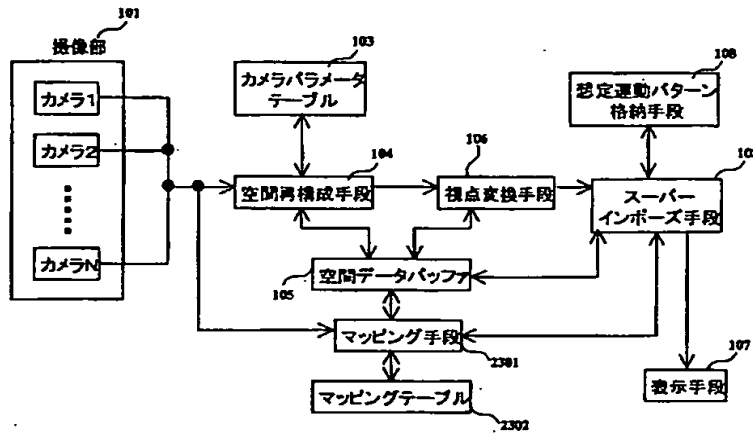 101
撮像部
カメラ1
カメラ2
カメラN
103
カメラパラメータ
テーブル
108
想定運動パターン
格納手段
104
空間再構成手段
106
視点変換手段
スーパー
インポーズ手段
105
空間データバッファ
マッピング手段
2301
マッピングテーブル
2302
107
表示手段